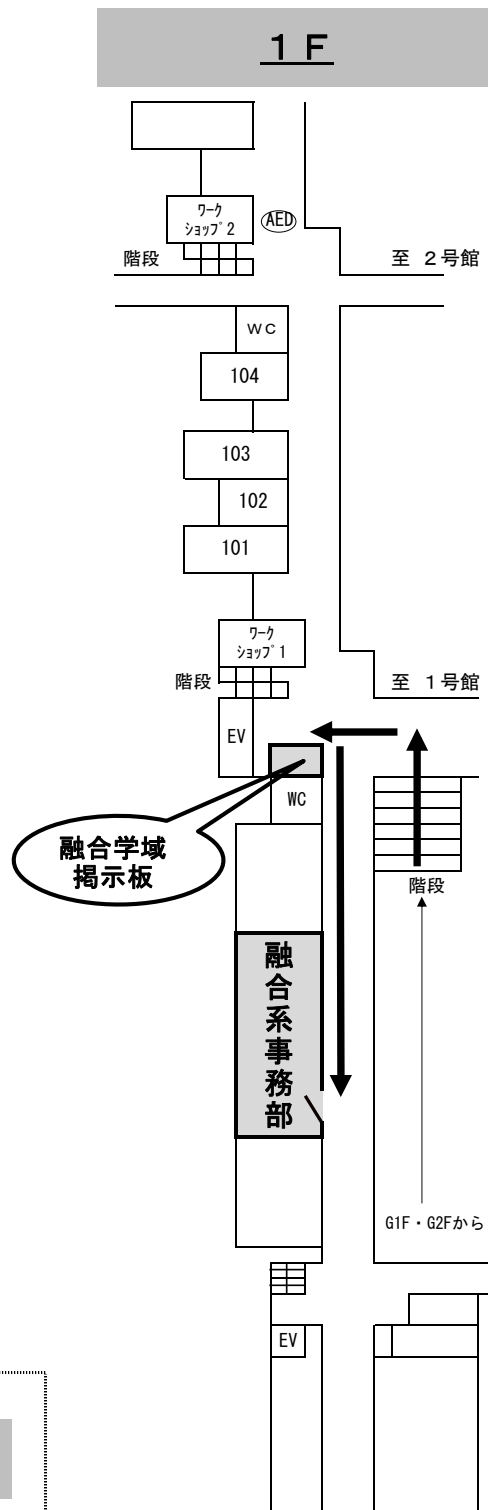 １Ｆ
ﾜｰｸ
ｼｮｯﾌﾟ2
AED
階段
至 ２号館
ＷＣ
104
103
102
101
ﾜｰｸ
ｼｮｯﾌﾟ1
階段
至 １号館
EV
WC
融合学域
掲示板
階段
融合系事務部
G1F・G2Fから
EV